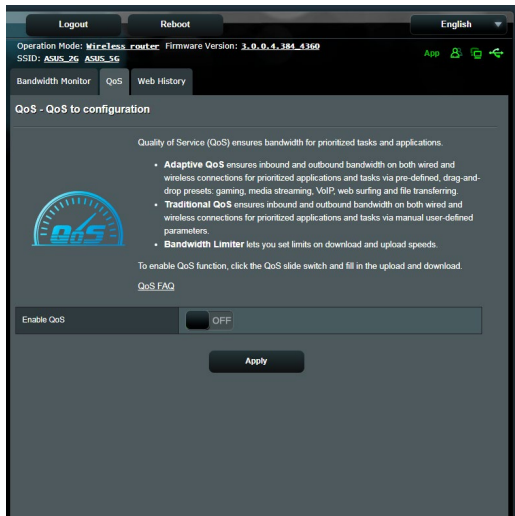 Logout Reboot English
Operation Mode: Wireless router Firmware Version: 3.0.0.4.384_4360
SSID: ASUS_2G ASUS_5G
App
Bandwidth Monitor QoS Web History
QoS - QoS to configuration
Quality of Service (QoS) ensures bandwidth for prioritized tasks and applications.
• Adaptive QoS ensures inbound and outbound bandwidth on both wired and
wireless connections for prioritized applications and tasks via pre-defined, drag-and-
drop presets: gaming, media streaming, VoIP, web surfing and file transferring.
• Traditional QoS ensures inbound and outbound bandwidth on both wired and
wireless connections for prioritized applications and tasks via manual user-defined
parameters.
• Bandwidth Limiter lets you set limits on download and upload speeds.
QoS
To enable QoS function, click the QoS slide switch and fill in the upload and download.
QoS FAQ
Enable QoS OFF
Apply